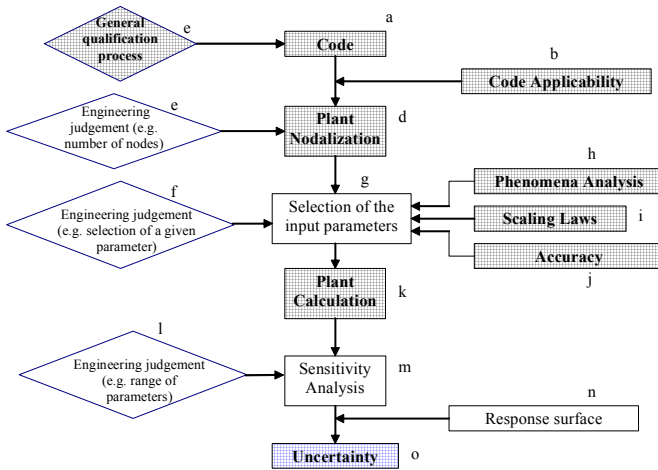 a
General
qualification
process
e
Code
b
Code Applicability
e
Engineering
judgement (e.g.
number of nodes)
Plant
Nodalization
d
h
Phenomena Analysis
f
g
Engineering judgement
(e.g. selection of a given
parameter)
Selection of the
input parameters
Scaling Laws
i
Accuracy
j
Plant
Calculation
k
l
Engineering judgement
(e.g. range of
parameters)
Sensitivity
Analysis
m
n
Response surface
Uncertainty
o